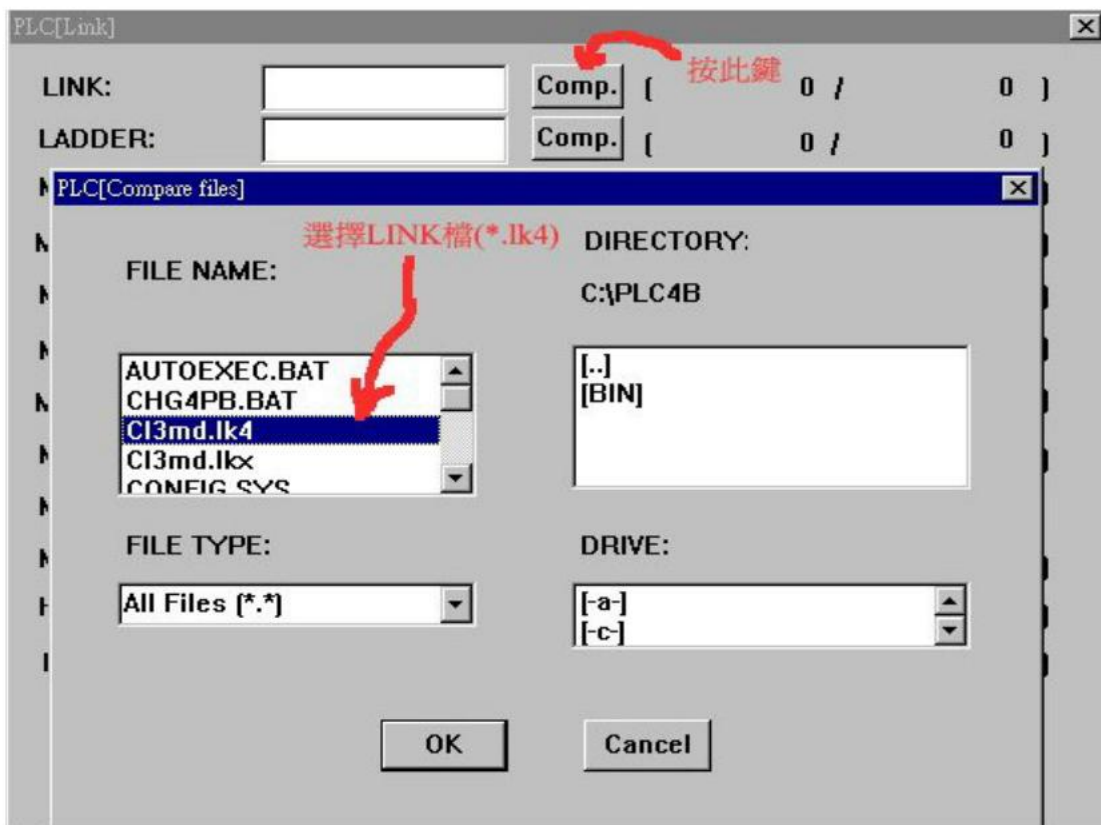 PLC[Link]
LINK:
Comp.
[ 0 / 0 ]
按此鍵
LADDER:
Comp.
[ 0 / 0 ]
PLC[Compare files]
選擇LINK檔(*.lk4)
FILE NAME:
DIRECTORY:
C:\PLC4B
AUTOEXEC.BAT
CHG4PB.BAT
Cl3md.lk4
Cl3md.lkx
CONFIG.SYS
[..]
[BIN]
FILE TYPE:
DRIVE:
All Files (*.*)
[-a-]
[-c-]
OK
Cancel